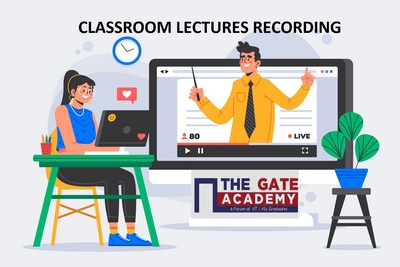 CLASSROOM LECTURES RECORDING
80
LIVE
THE GATE
ACADEMY
A Forum of IIT / IISc Graduates